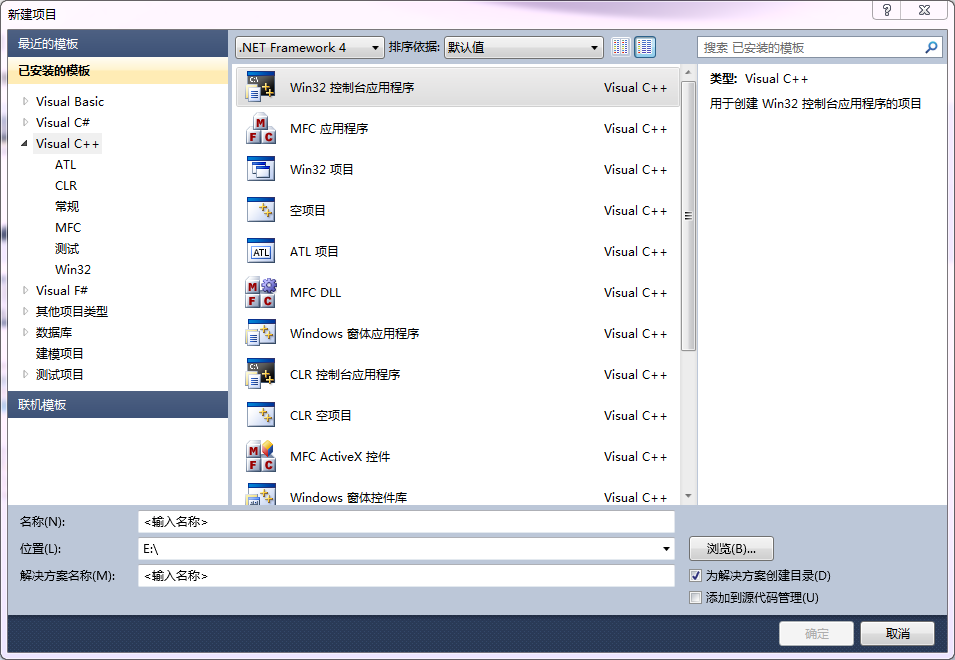 新建项目
最近的模板
已安装的模板
Visual Basic
Visual C#
Visual C++
ATL
CLR
常规
MFC
测试
Win32
Visual F#
其他项目类型
数据库
建模项目
测试项目
联机模板
.NET Framework 4 排序依据: 默认值
Win32 控制台应用程序 Visual C++
MFC 应用程序 Visual C++
Win32 项目 Visual C++
空项目 Visual C++
ATL 项目 Visual C++
MFC DLL Visual C++
Windows 窗体应用程序 Visual C++
CLR 控制台应用程序 Visual C++
CLR 空项目 Visual C++
MFC ActiveX 控件 Visual C++
Windows 窗体控件库 Visual C++
搜索 已安装的模板
类型: Visual C++
用于创建 Win32 控制台应用程序的项目
名称(N): <输入名称>
位置(L): E:\ 浏览(B)...
解决方案名称(M): <输入名称> 为解决方案创建目录(D)
添加到源代码管理(U)
确定 取消